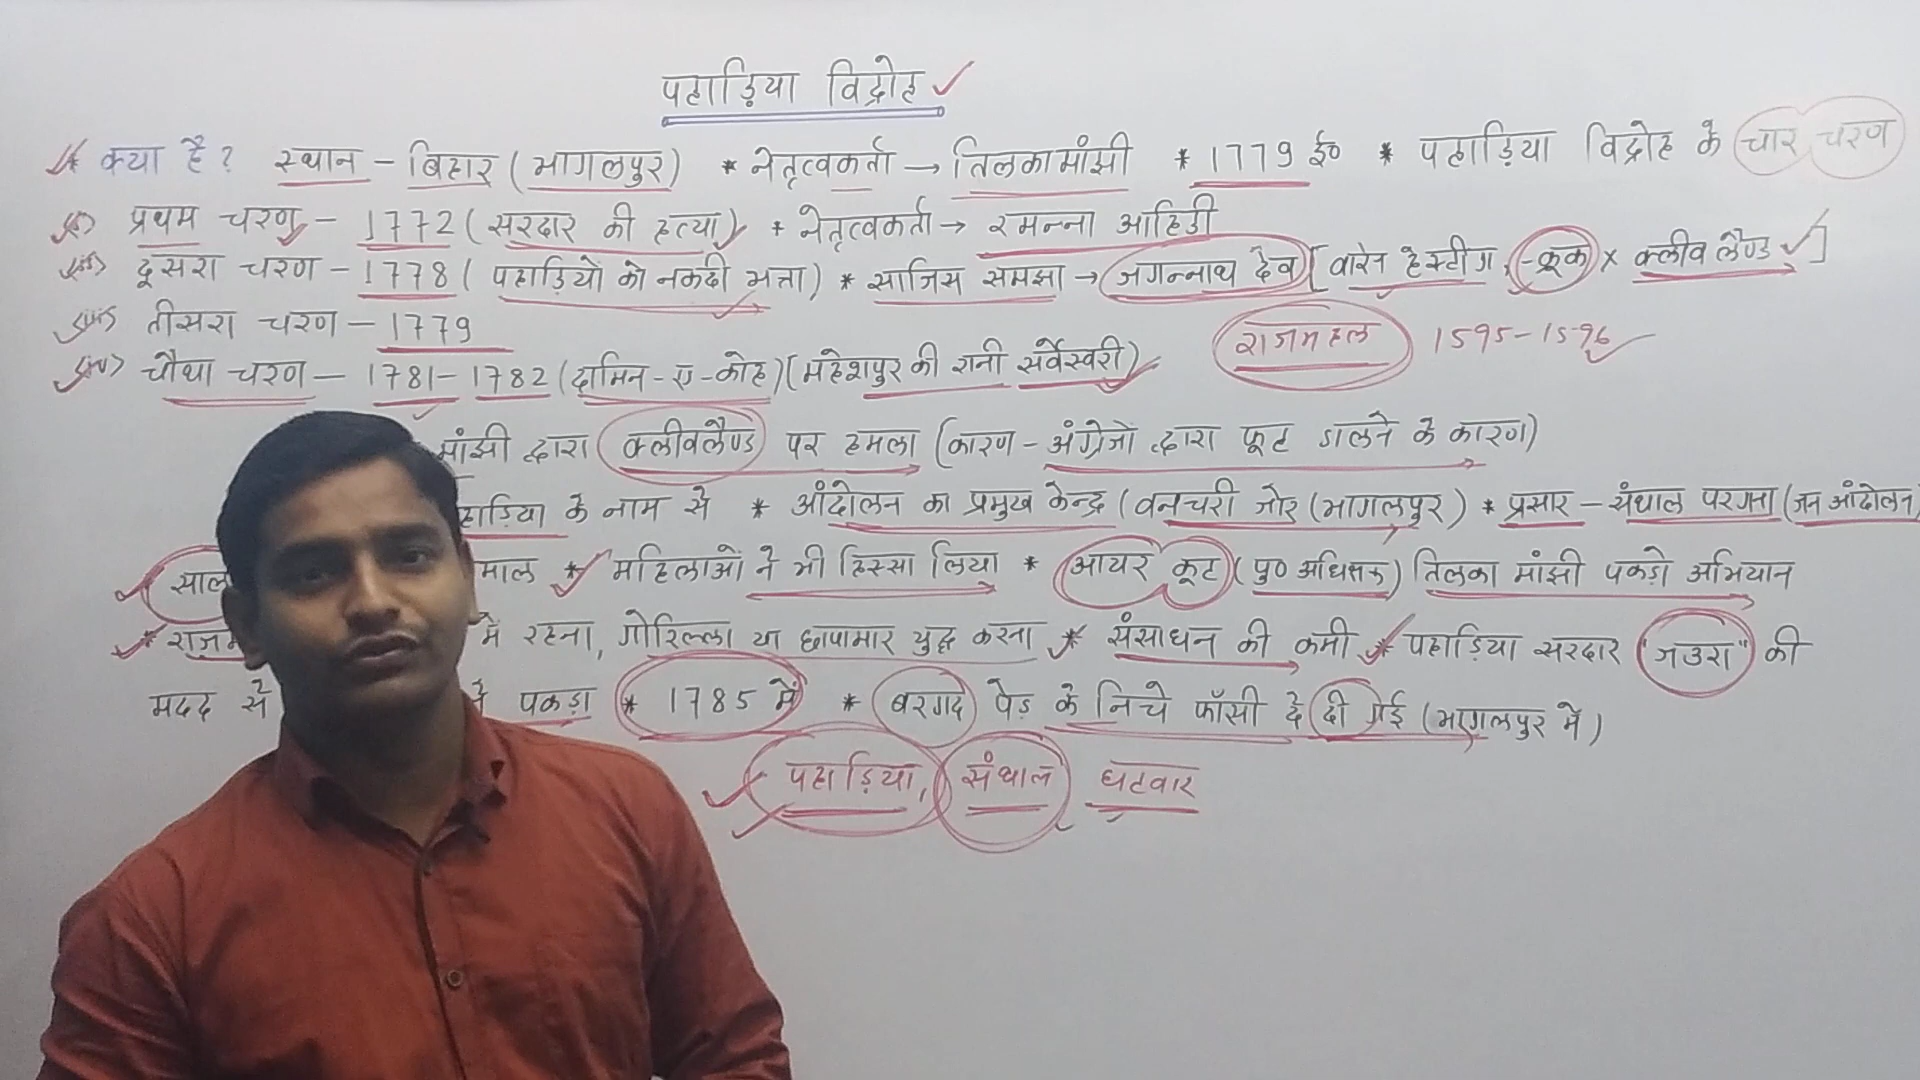 पहाड़िया विद्रोह
* क्या है? स्थान - बिहार (भागलपुर) * नेतृत्वकर्ता → तिलका मांझी * 1779 ई० * पहाड़िया विद्रोह के चार चरण
प्रथम चरण - 1772 (सरदार की हत्या) * नेतृत्वकर्ता → रमन्ना आहिडी
दूसरा चरण - 1778 (पहाड़ियों को नकदी भत्ता) * साजिस समझा → जगन्नाथ देव [वारेन हेस्टींग, क्रूक × क्लीव लैण्ड]
तीसरा चरण - 1779
राजमहल 1595-1596
चौथा चरण - 1781-1782 (दामिन-ए-कोह) (महेशपुर की रानी सर्वेस्वरी)
मांझी द्वारा क्लीवलैण्ड पर हमला (कारण - अंग्रेजो द्वारा फूट डालने के कारण)
के नाम से * आंदोलन का प्रमुख केन्द्र (वनचरी जोर (भागलपुर) * प्रसार - संथाल परगना (जन आंदोलन)
माल * महिलाओं ने भी हिस्सा लिया * आयर कूट (पु० अधिक्षक) तिलका मांझी पकडो अभियान
में रहना, गोरिल्ला या छापामार युद्ध करना * संसाधन की कमी * पहाड़िया सरदार "जउरा" की
मदद से पकड़ा * 1785 में * बरगद पेड़ के निचे फॉसी दे दी गई (भागलपुर में)
पहाड़िया, संथाल घटवार